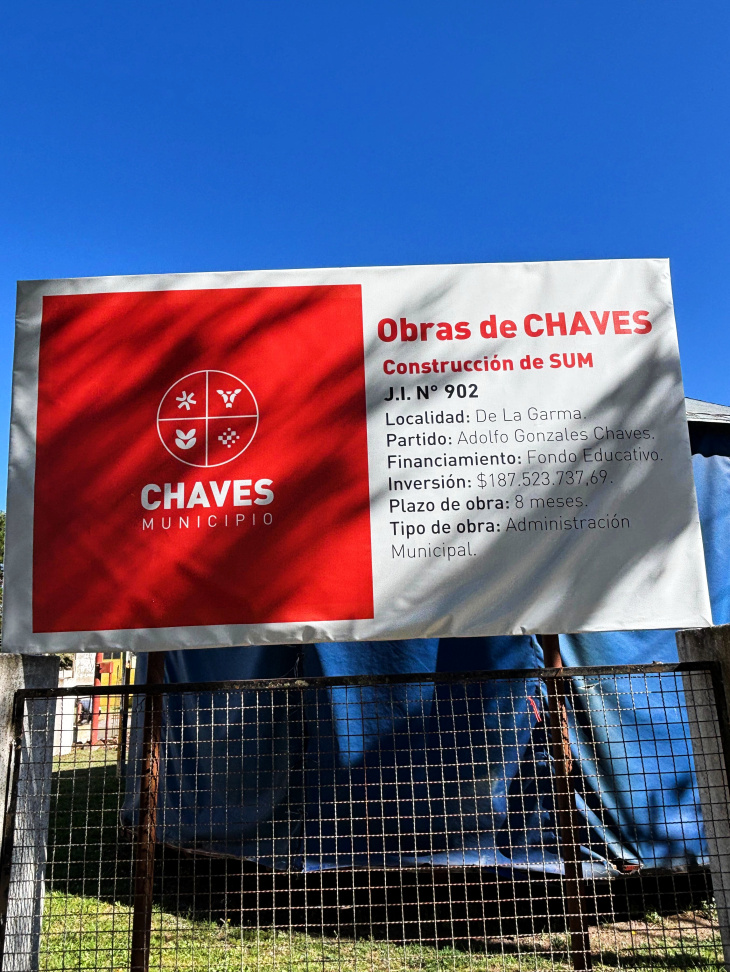 CHAVES
MUNICIPIO
Obras de CHAVES
Construcción de SUM
J.I. N° 902
Localidad: De La Garma.
Partido: Adolfo Gonzales Chaves.
Financiamiento: Fondo Educativo.
Inversión: $187.523.737,69.
Plazo de obra: 8 meses.
Tipo de obra: Administración
Municipal.